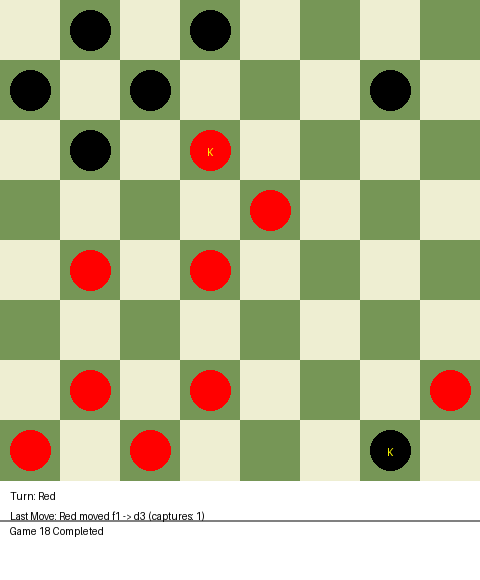 K
K
Turn: Red
Last Move: Red moved f1 -> d3 (captures: 1)
Game 18 Completed